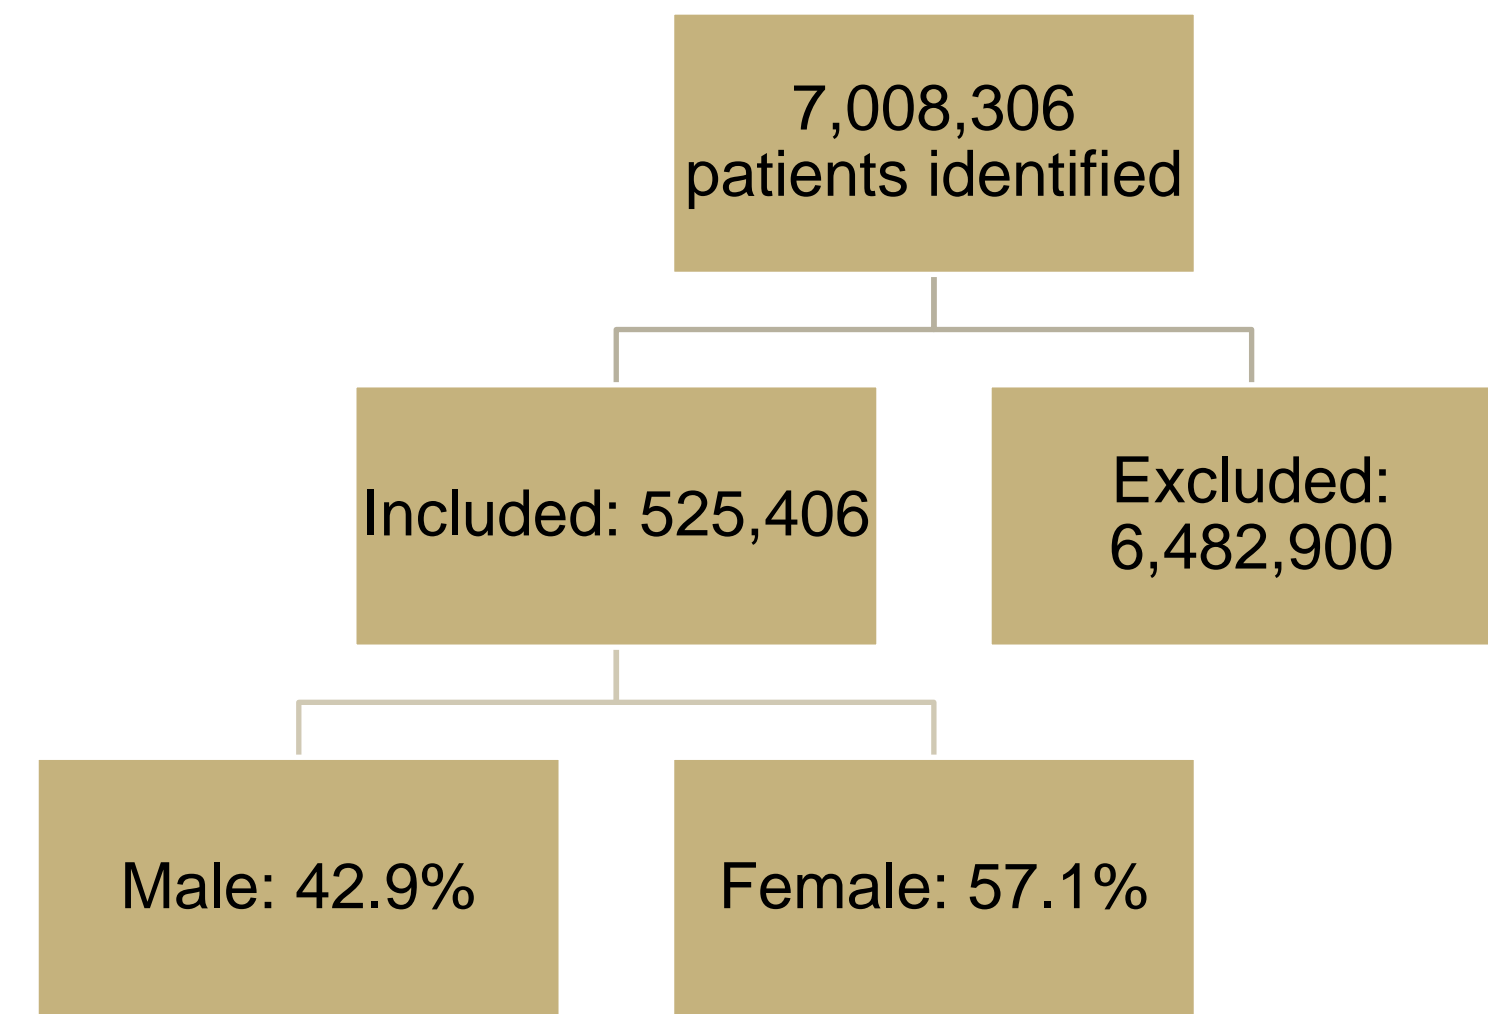 7,008,306
patients identified
Included: 525,406
Excluded:
6,482,900
Male: 42.9%
Female: 57.1%